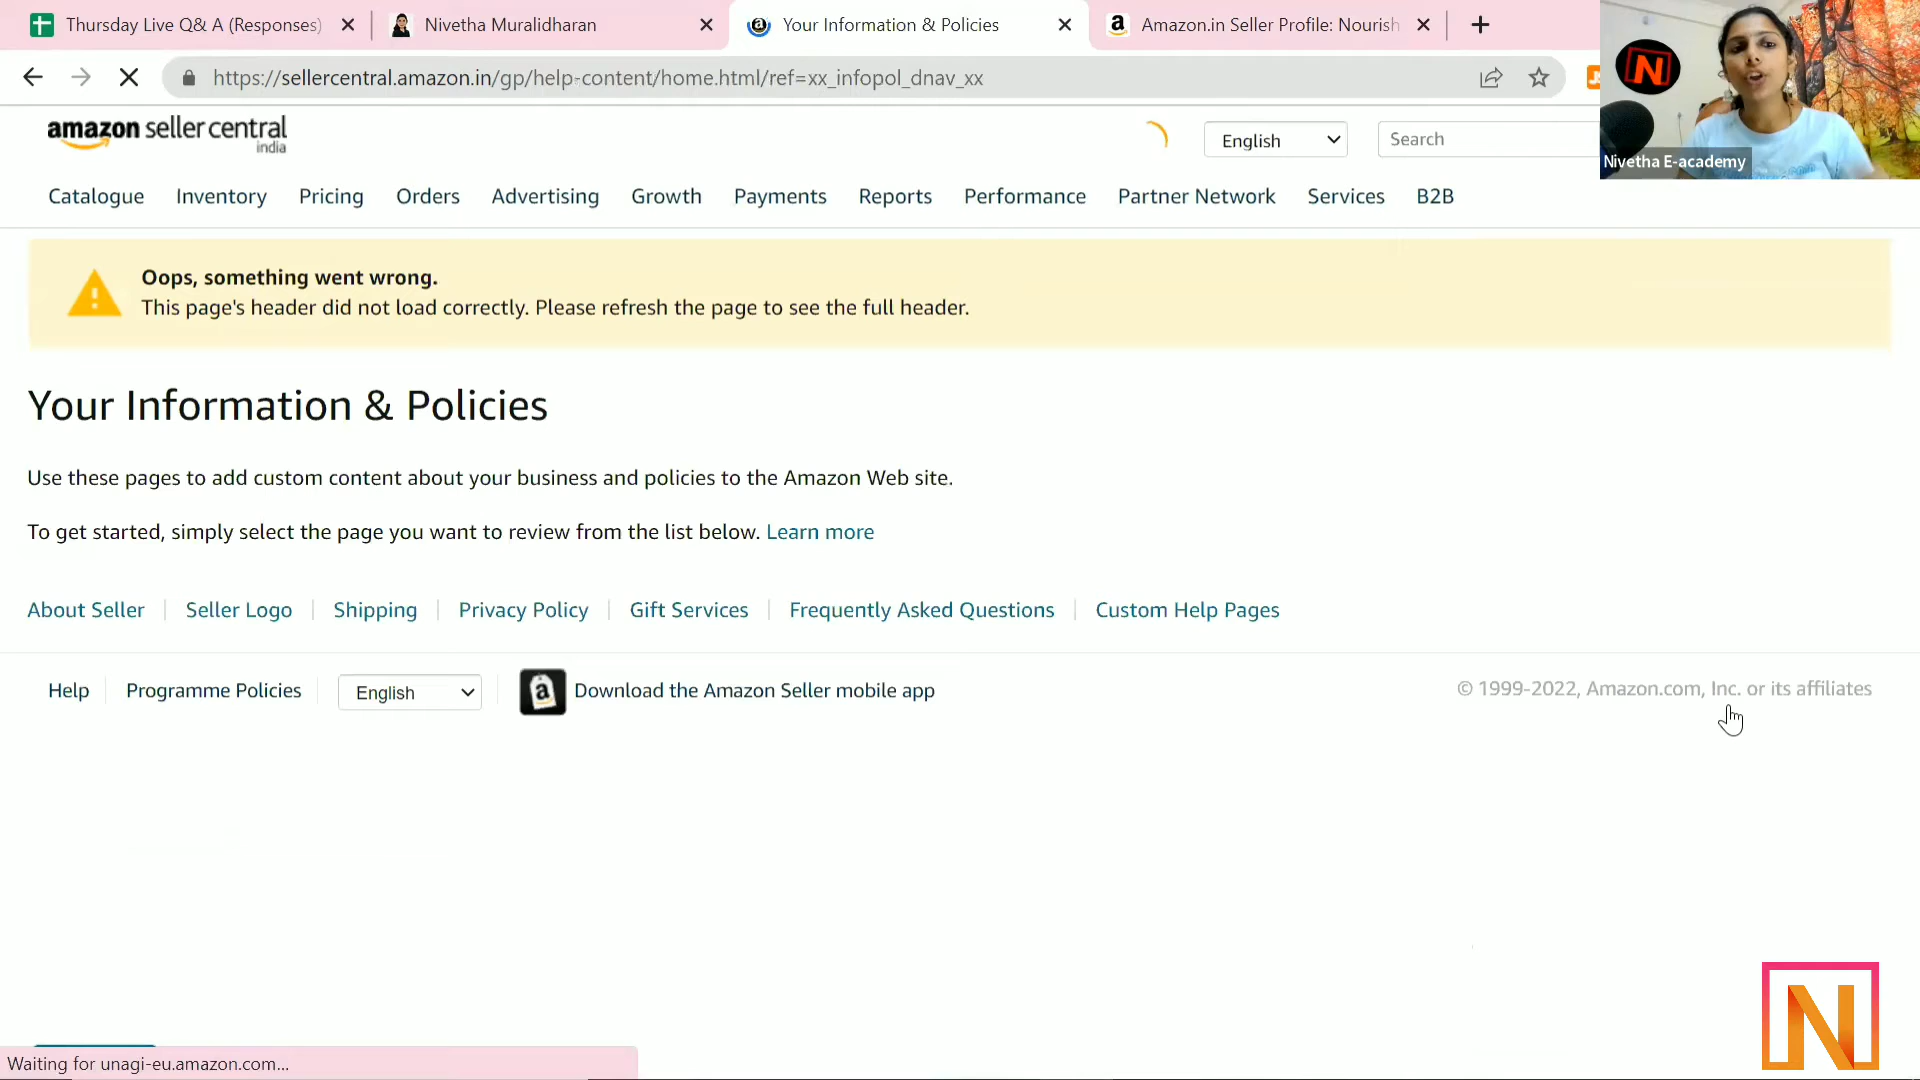 Thursday Live Q& A (Responses)
Nivetha Muralidharan
Your Information & Policies
Amazon.in Seller Profile: Nourish
https://sellercentral.amazon.in/gp/help-content/home.html/ref=xx_infopol_dnav_xx
N
Nivetha E-academy
amazon seller central
india
English
Search
Catalogue Inventory Pricing Orders Advertising Growth Payments Reports Performance Partner Network Services B2B
Oops, something went wrong.
This page's header did not load correctly. Please refresh the page to see the full header.
Your Information & Policies
Use these pages to add custom content about your business and policies to the Amazon Web site.
To get started, simply select the page you want to review from the list below. Learn more
About Seller Seller Logo Shipping Privacy Policy Gift Services Frequently Asked Questions Custom Help Pages
Help Programme Policies English Download the Amazon Seller mobile app © 1999-2022, Amazon.com, Inc. or its affiliates
N
Waiting for unagi-eu.amazon.com...